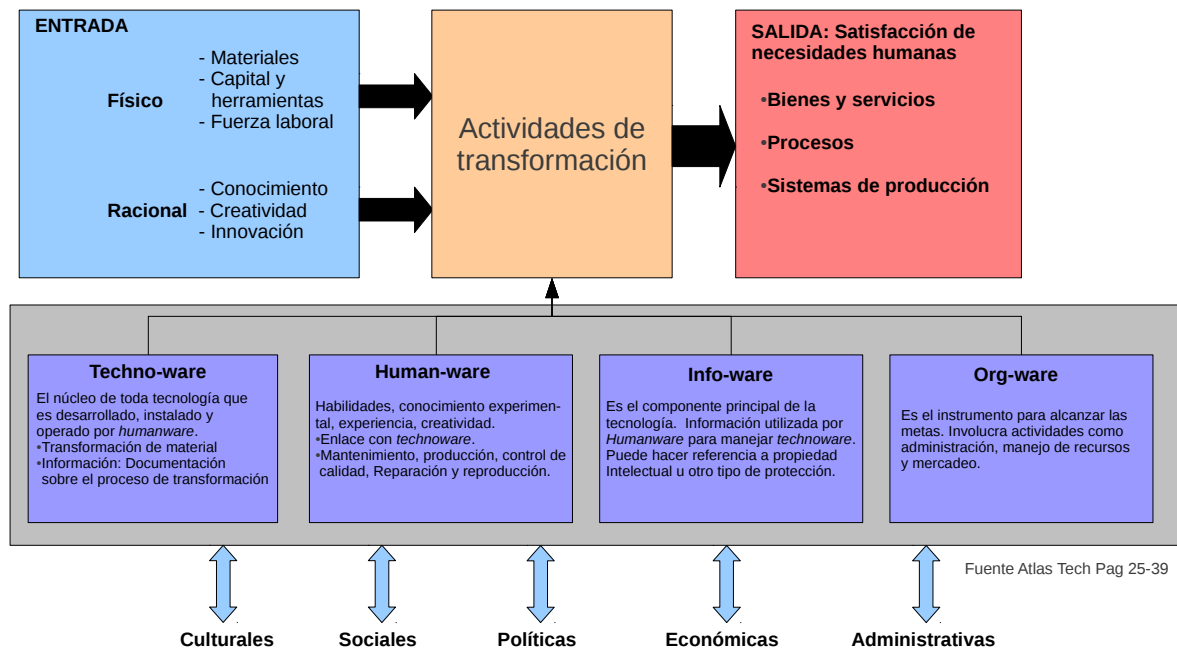 ENTRADA
Físico
- Materiales
- Capital y
herramientas
- Fuerza laboral
Racional
- Conocimiento
- Creatividad
- Innovación
Actividades de
transformación
SALIDA: Satisfacción de
necesidades humanas
•Bienes y servicios
•Procesos
•Sistemas de producción
Techno-ware
El núcleo de toda tecnología que
es desarrollado, instalado y
operado por humanware.
•Transformación de material
•Información: Documentación
sobre el proceso de transformación
Human-ware
Habilidades, conocimiento experimen-
tal, experiencia, creatividad.
•Enlace con technoware.
•Mantenimiento, producción, control de
calidad, Reparación y reproducción.
Info-ware
Es el componente principal de la
tecnología. Información utilizada por
Humanware para manejar technoware.
Puede hacer referencia a propiedad
Intelectual u otro tipo de protección.
Org-ware
Es el instrumento para alcanzar las
metas. Involucra actividades como
administración, manejo de recursos
y mercadeo.
Fuente Atlas Tech Pag 25-39
Culturales
Sociales
Políticas
Económicas
Administrativas